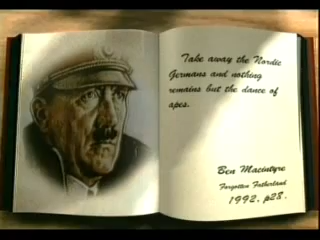 Take away the Nordic
Germans and nothing
remains but the dance of
apes.
Ben Macintyre
Forgotten Fatherland
1992, p28.